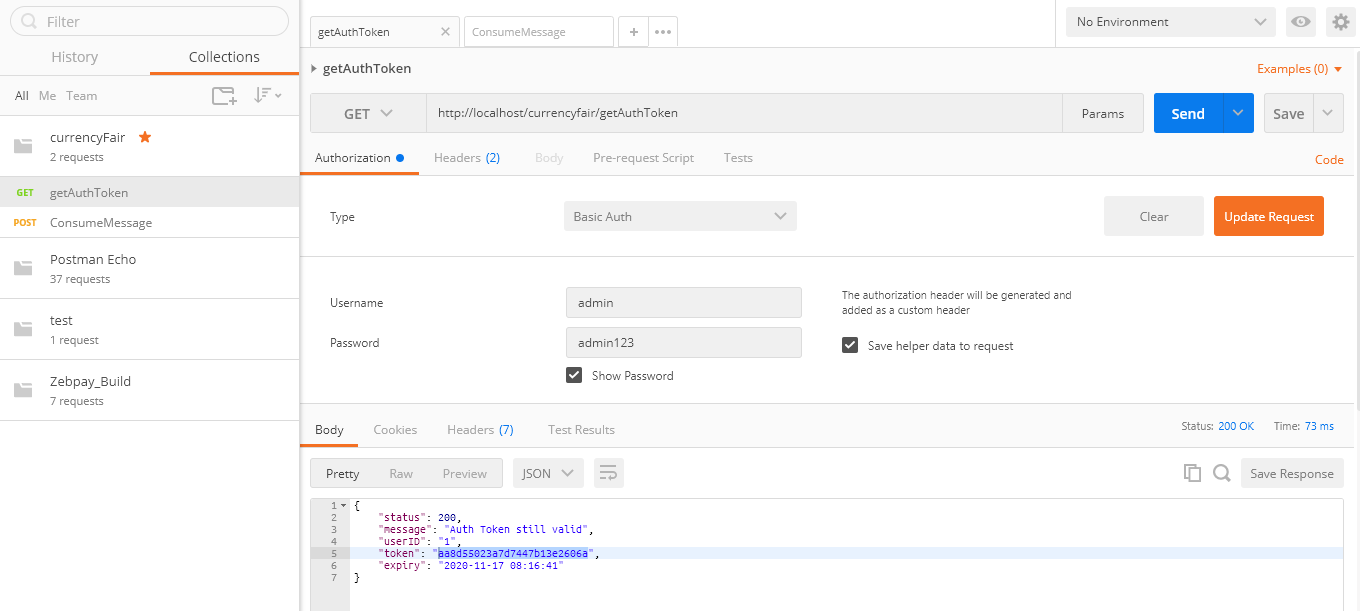 Filter
History Collections
All Me Team
currencyFair
2 requests
GET getAuthToken
POST ConsumeMessage
Postman Echo
37 requests
test
1 request
Zebpay_Build
7 requests
getAuthToken ConsumeMessage
No Environment
getAuthToken
Examples (0)
GET http://localhost/currencyfair/getAuthToken Params Send Save
Authorization Headers (2) Body Pre-request Script Tests Code
Type Basic Auth Clear Update Request
Username admin
Password admin123
Show Password
The authorization header will be generated and
added as a custom header
Save helper data to request
Body Cookies Headers (7) Test Results Status: 200 OK Time: 73 ms
Pretty Raw Preview JSON Save Response
1 {
2 "status": 200,
3 "message": "Auth Token still valid",
4 "userID": "1",
5 "token": "aa8d55023a7d7447b13e2606a",
6 "expiry": "2020-11-17 08:16:41"
7 }